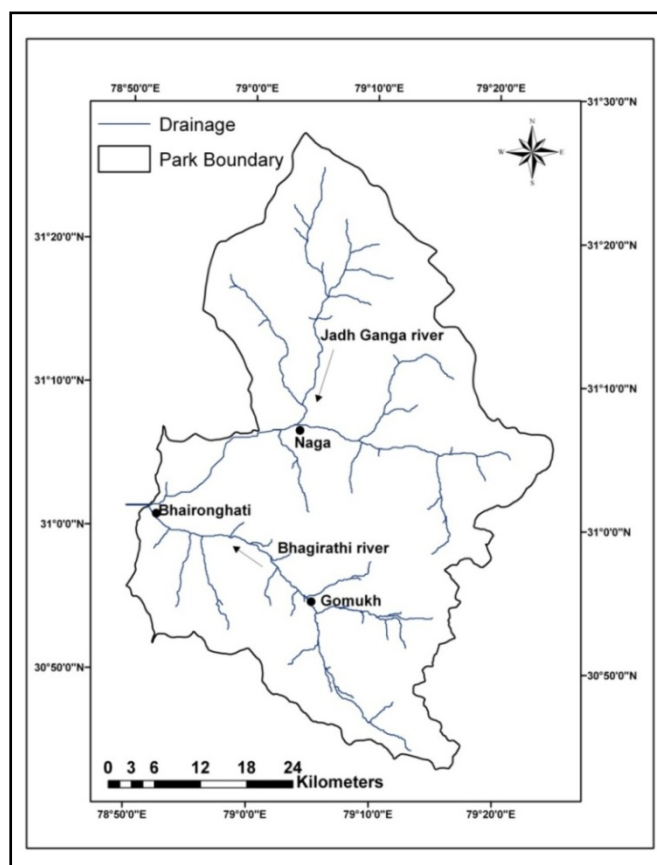 78°50'0"E 79°0'0"E 79°10'0"E 79°20'0"E
31°30'0"N
Drainage
Park Boundary
N
W E
S
31°20'0"N 31°20'0"N
Jadh Ganga river
31°10'0"N 31°10'0"N
Naga
Bhaironghati
31°0'0"N 31°0'0"N
Bhagirathi river
Gomukh
30°50'0"N 30°50'0"N
0 3 6 12 18 24
Kilometers
78°50'0"E 79°0'0"E 79°10'0"E 79°20'0"E